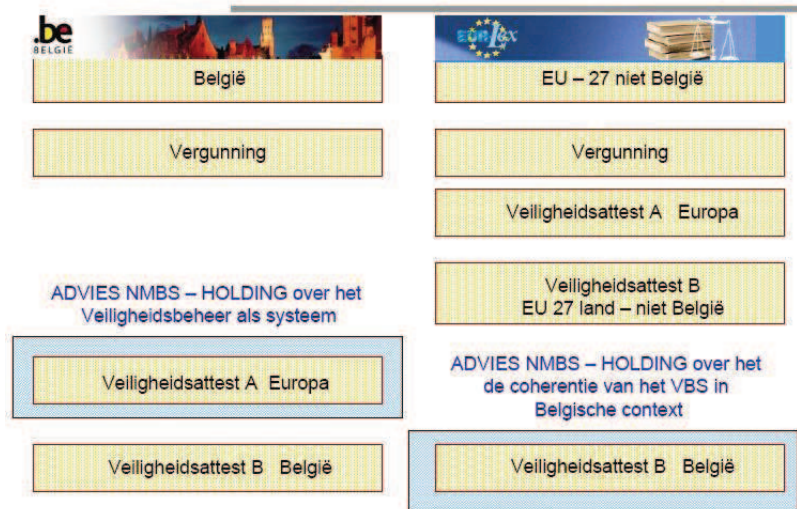 .be
BELGIË
België
Vergunning
ADVIES NMBS – HOLDING over het
Veiligheidsbeheer als systeem
Veiligheidsattest A Europa
Veiligheidsattest B België
EUR Lex
EU – 27 niet België
Vergunning
Veiligheidsattest A Europa
Veiligheidsattest B
EU 27 land – niet België
ADVIES NMBS – HOLDING over het
de coherentie van het VBS in
Belgische context
Veiligheidsattest B België